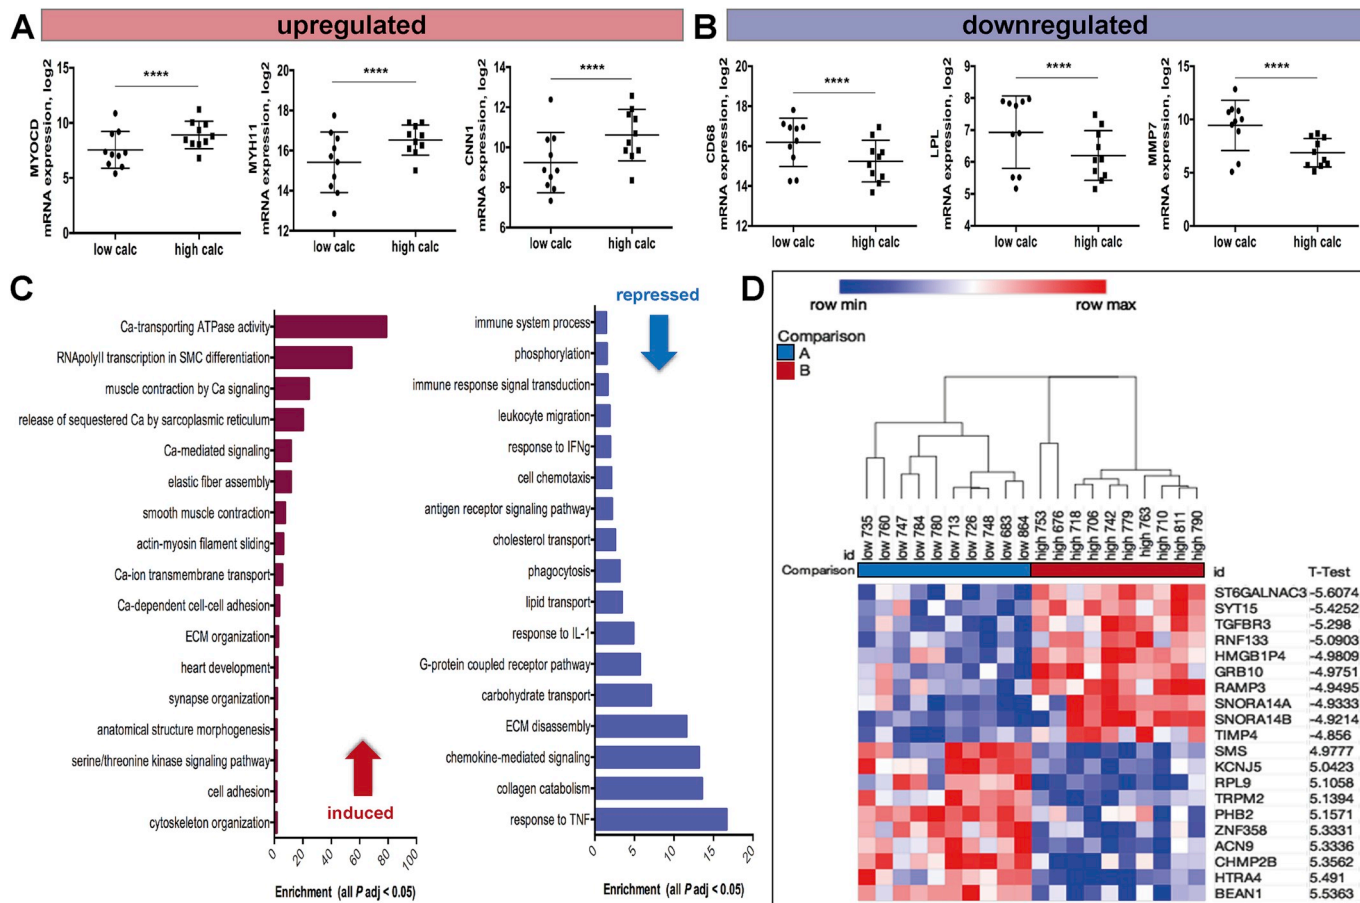 A
upregulated
B
downregulated
MYOCD
mRNA expression, log2
15
10
5
0
****
low calc
high calc
MYH11
mRNA expression, log2
20
18
16
14
12
****
low calc
high calc
CNN1
mRNA expression, log2
14
12
10
8
6
****
low calc
high calc
CD68
mRNA expression, log2
20
18
16
14
12
****
low calc
high calc
LPL
mRNA expression, log2
9
8
7
6
5
4
****
low calc
high calc
MMP7
mRNA expression, log2
15
10
5
0
****
low calc
high calc
C
Ca-transporting ATPase activity
RNApolyII transcription in SMC differentiation
muscle contraction by Ca signaling
release of sequestered Ca by sarcoplasmic reticulum
Ca-mediated signaling
elastic fiber assembly
smooth muscle contraction
actin-myosin filament sliding
Ca-ion transmembrane transport
Ca-dependent cell-cell adhesion
ECM organization
heart development
synapse organization
anatomical structure morphogenesis
serine/threonine kinase signaling pathway
cell adhesion
cytoskeleton organization
induced
0 20 40 60 80 100
Enrichment (all P adj < 0.05)
repressed
immune system process
phosphorylation
immune response signal transduction
leukocyte migration
response to IFNg
cell chemotaxis
antigen receptor signaling pathway
cholesterol transport
phagocytosis
lipid transport
response to IL-1
G-protein coupled receptor pathway
carbohydrate transport
ECM disassembly
chemokine-mediated signaling
collagen catabolism
response to TNF
0 5 10 15 20
Enrichment (all P adj < 0.05)
D
row min
row max
Comparison
A
B
id
low 735
low 760
low 747
low 784
low 780
low 713
low 726
low 748
low 683
low 864
high 753
high 676
high 718
high 706
high 742
high 779
high 763
high 710
high 811
high 790
Comparison
id T-Test
ST6GALNAC3 -5.6074
SYT15 -5.4252
TGFBR3 -5.298
RNF133 -5.0903
HMGB1P4 -4.9809
GRB10 -4.9751
RAMP3 -4.9495
SNORA14A -4.9333
SNORA14B -4.9214
TIMP4 -4.856
SMS 4.9777
KCNJ5 5.0423
RPL9 5.1058
TRPM2 5.1394
PHB2 5.1571
ZNF358 5.3331
ACN9 5.3336
CHMP2B 5.3562
HTRA4 5.491
BEAN1 5.5363